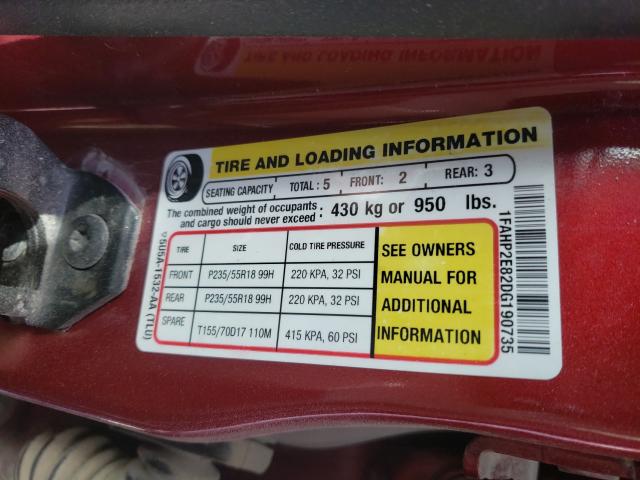 TIRE AND LOADING INFORMATION
SEATING CAPACITY TOTAL : 5 FRONT: 2 REAR: 3
The combined weight of occupants
and cargo should never exceed : 430 kg or 950 lbs.
TIRE SIZE COLD TIRE PRESSURE
FRONT P235/55R18 99H 220 KPA, 32 PSI
REAR P235/55R18 99H 220 KPA, 32 PSI
SPARE T155/70D17 110M 415 KPA, 60 PSI
SEE OWNERS
MANUAL FOR
ADDITIONAL
INFORMATION
1FAHP2E82DG190735
(TLU)